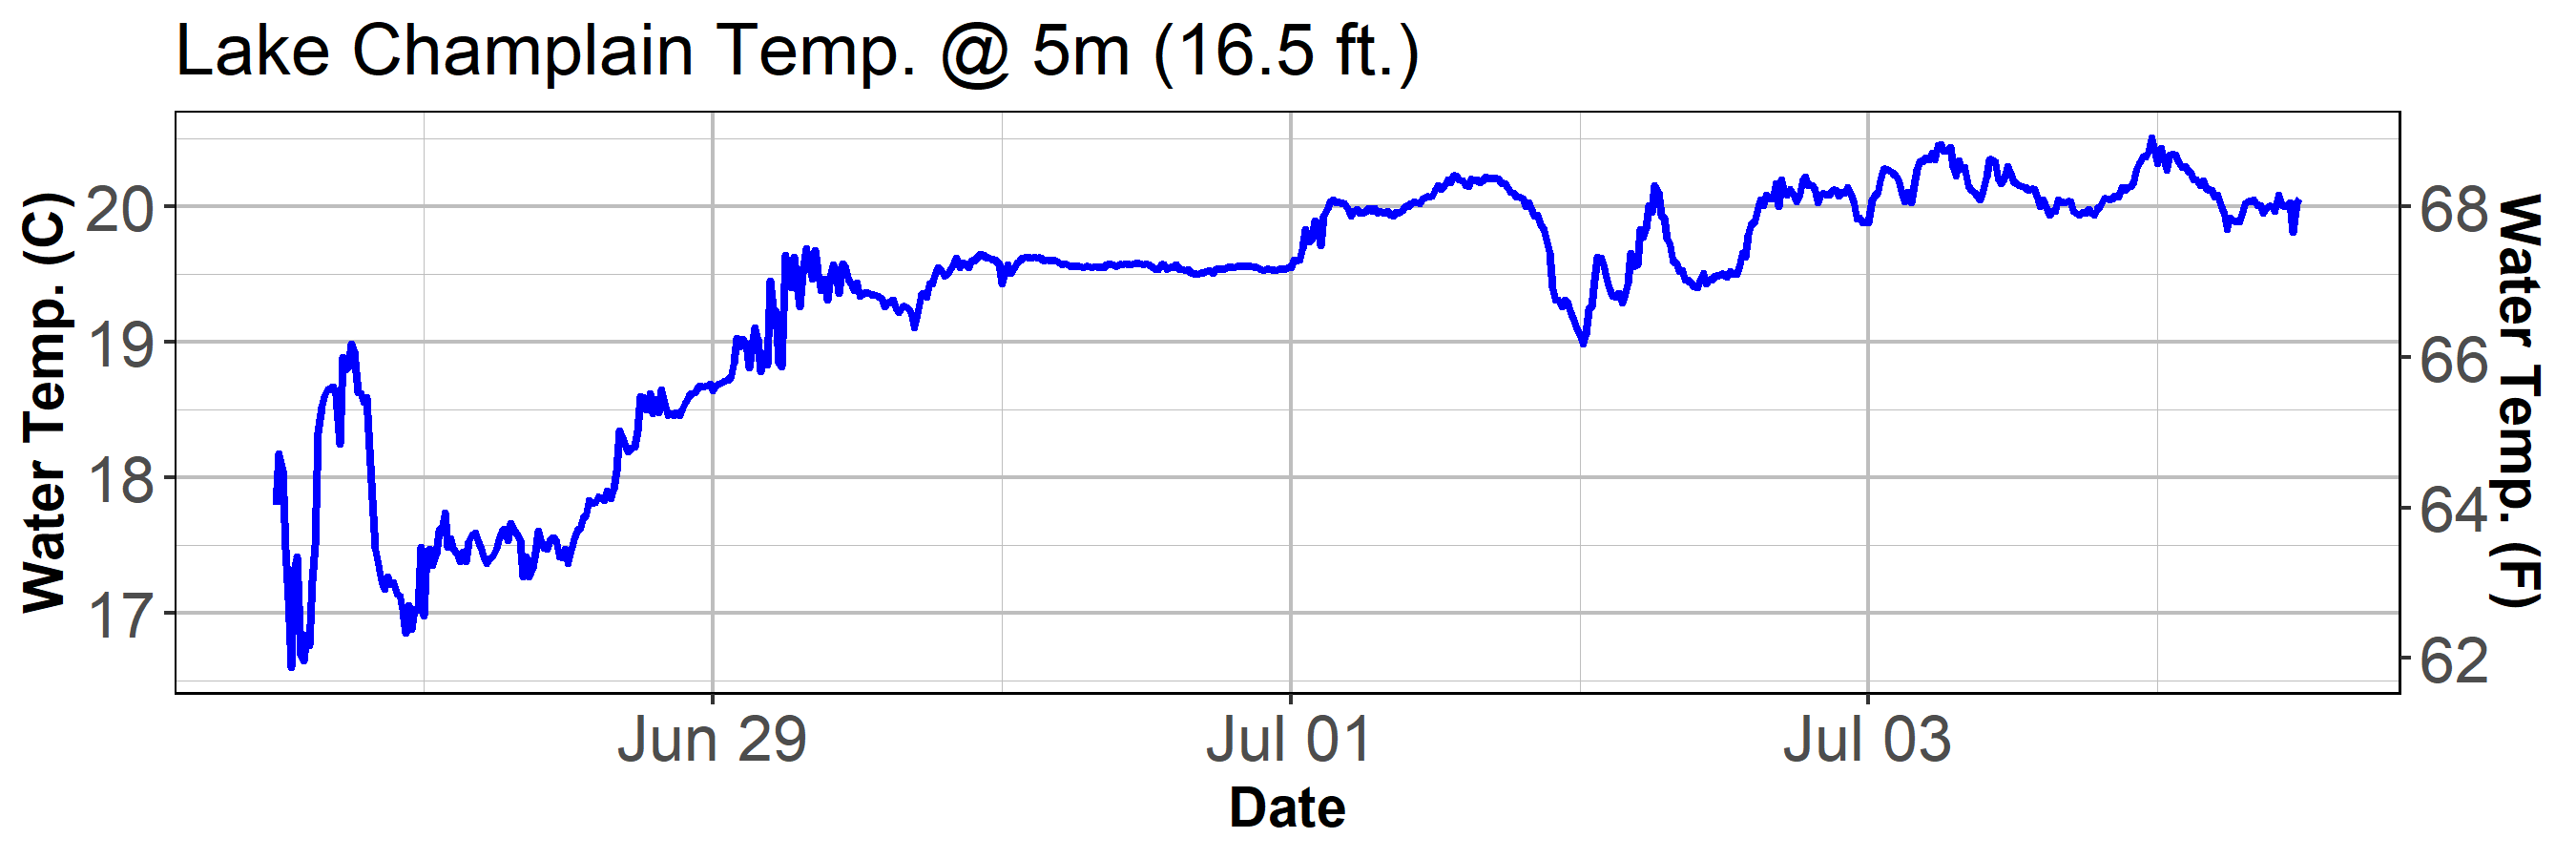 Lake Champlain Temp. @ 5m (16.5 ft.)
Water Temp. (C)
20
19
18
17
68
66
64
62
Water Temp. (F)
Jun 29
Jul 01
Jul 03
Date